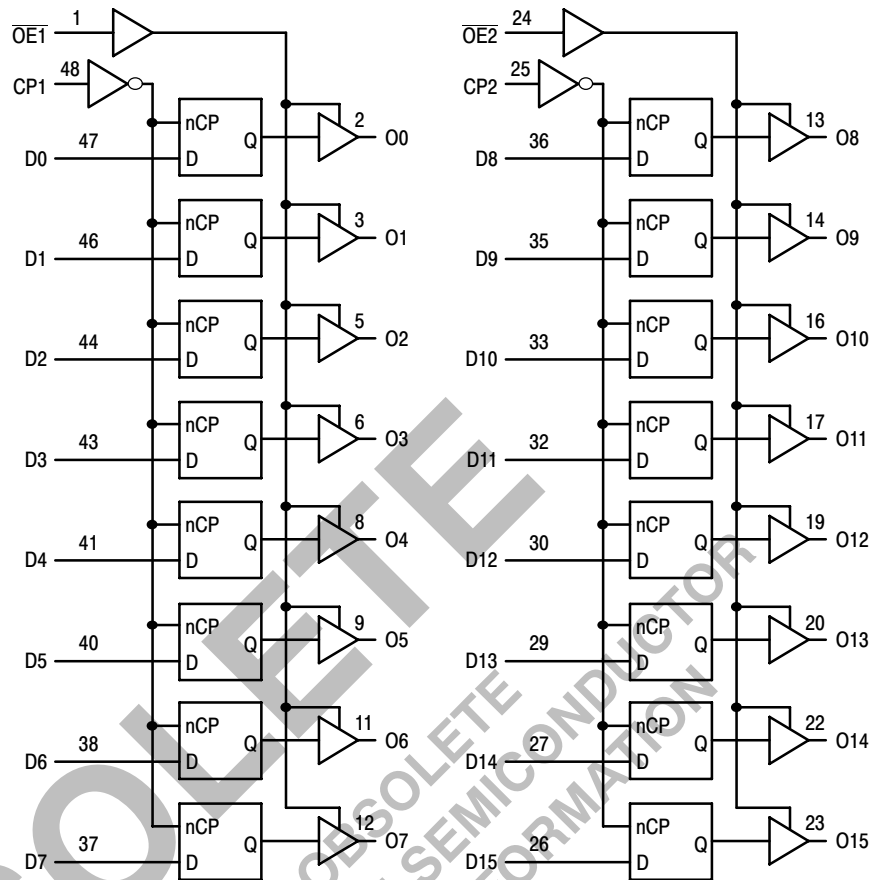 OE1 1
48
CP1
nCP
D
Q
47
D0
2
O0
nCP
D
Q
46
D1
3
O1
nCP
D
Q
44
D2
5
O2
nCP
D
Q
43
D3
6
O3
nCP
D
Q
41
D4
8
O4
nCP
D
Q
40
D5
9
O5
nCP
D
Q
38
D6
11
O6
nCP
D
Q
37
D7
12
O7
OE2 24
25
CP2
nCP
D
Q
36
D8
13
O8
nCP
D
Q
35
D9
14
O9
nCP
D
Q
33
D10
16
O10
nCP
D
Q
32
D11
17
O11
nCP
D
Q
30
D12
19
O12
nCP
D
Q
29
D13
20
O13
nCP
D
Q
27
D14
22
O14
nCP
D
Q
26
D15
23
O15
SOLETE
OBSOLETE
SEMICONDUCTOR
FORMATION